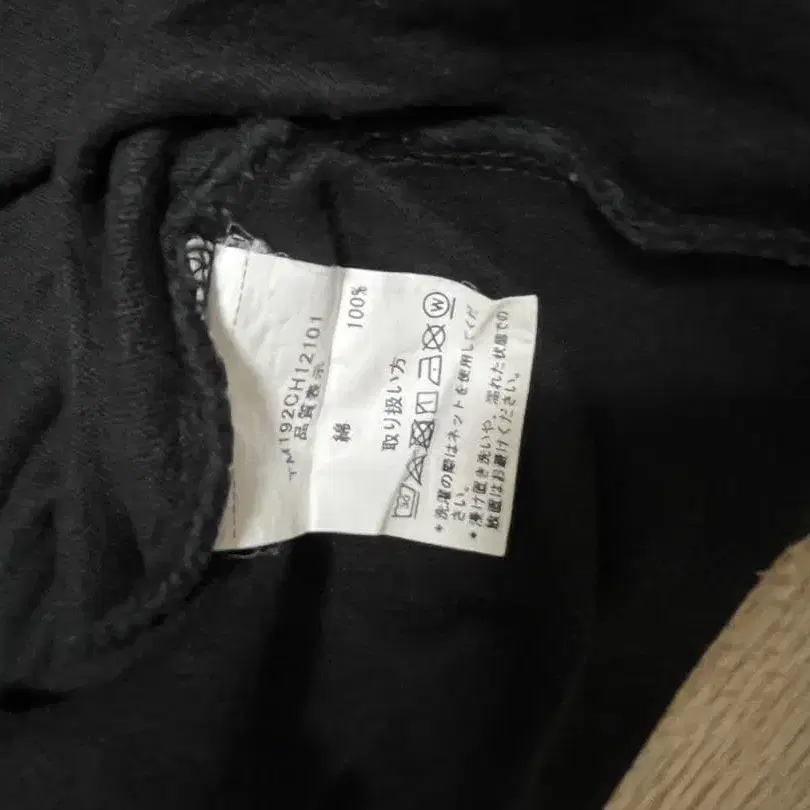 TM192CH12101
品質表示
綿 100%
取り扱い方
30 W
*洗濯の際はネットを使用してくだ
さい。
*漬け置き洗いや、濡れた状態での
放置はお避けください。